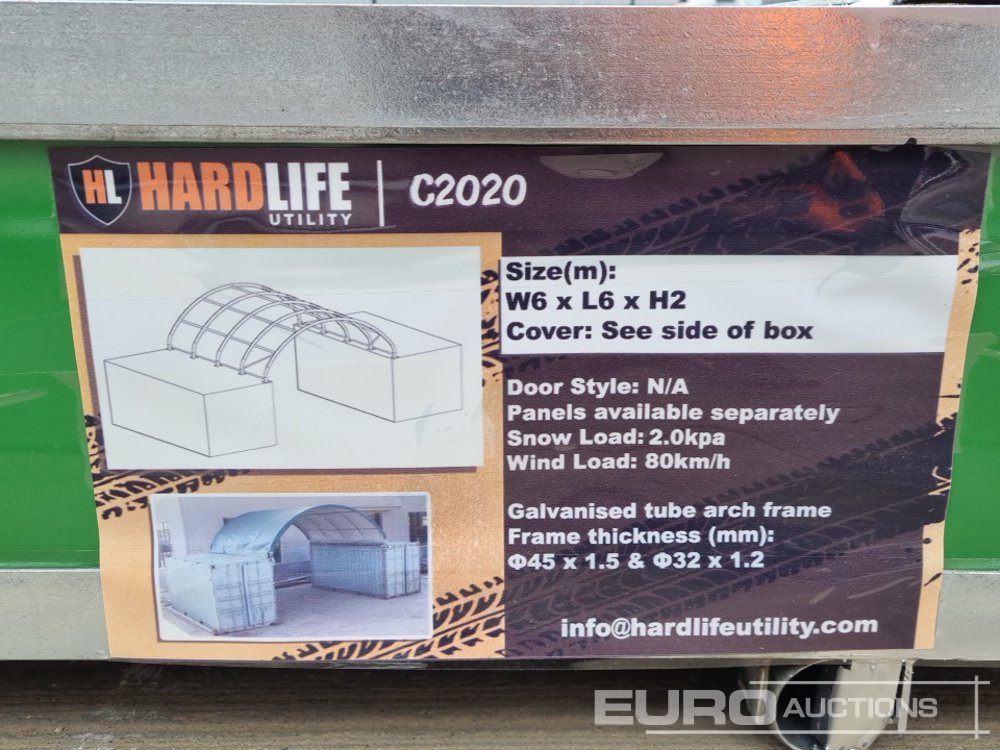 HL HARDLIFE
UTILITY
C2020
Size(m):
W6 x L6 x H2
Cover: See side of box
Door Style: N/A
Panels available separately
Snow Load: 2.0kpa
Wind Load: 80km/h
Galvanised tube arch frame
Frame thickness (mm):
Φ45 x 1.5 & Φ32 x 1.2
info@hardlifeutility.com
EURO AUCTIONS